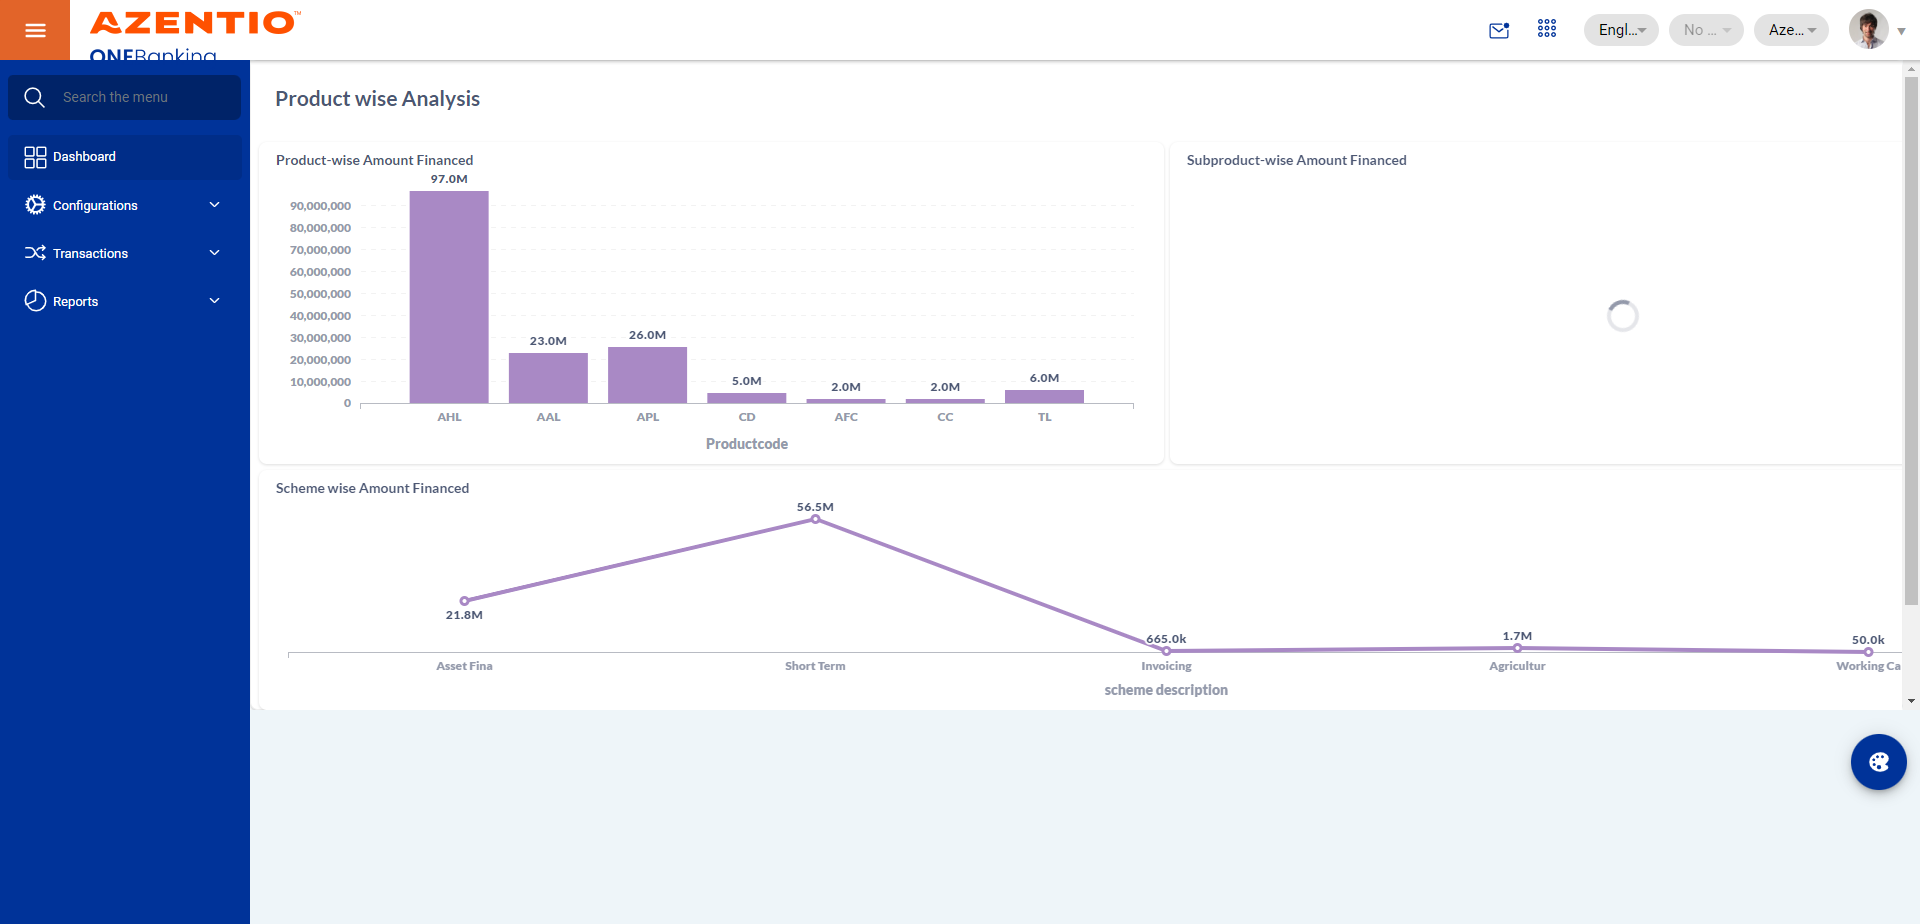 AZENTIO™
ONEBanking
Engl...
No ...
Aze...
Search the menu
Dashboard
Configurations
Transactions
Reports
Product wise Analysis
Product-wise Amount Financed
97.0M
90,000,000
80,000,000
70,000,000
60,000,000
50,000,000
40,000,000
30,000,000
20,000,000
10,000,000
0
23.0M
26.0M
5.0M
2.0M
2.0M
6.0M
AHL
AAL
APL
CD
AFC
CC
TL
Productcode
Subproduct-wise Amount Financed
Scheme wise Amount Financed
21.8M
56.5M
665.0k
1.7M
50.0k
Asset Fina
Short Term
Invoicing
Agricultur
Working Ca
scheme description